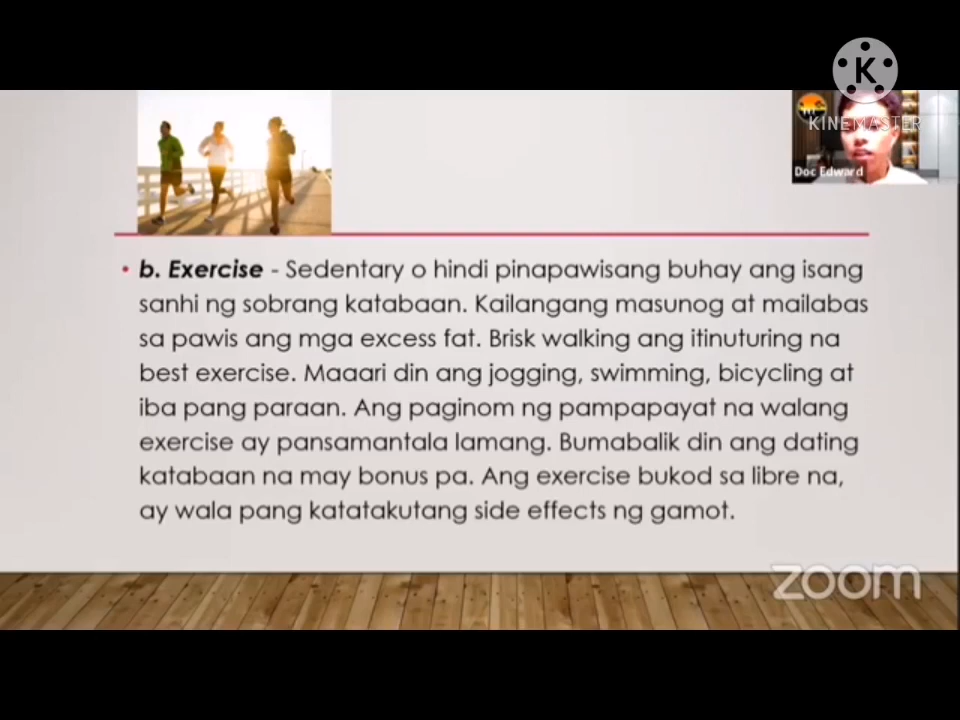 KINEMASTER
Doc Edward
• b. Exercise - Sedentary o hindi pinapawisang buhay ang isang
sanhi ng sobrang katabaan. Kailangang masunog at mailabas
sa pawis ang mga excess fat. Brisk walking ang itinuturing na
best exercise. Maaari din ang jogging, swimming, bicycling at
iba pang paraan. Ang paginom ng pampapayat na walang
exercise ay pansamantala lamang. Bumabalik din ang dating
katabaan na may bonus pa. Ang exercise bukod sa libre na,
ay wala pang katatakutang side effects ng gamot.
zoom